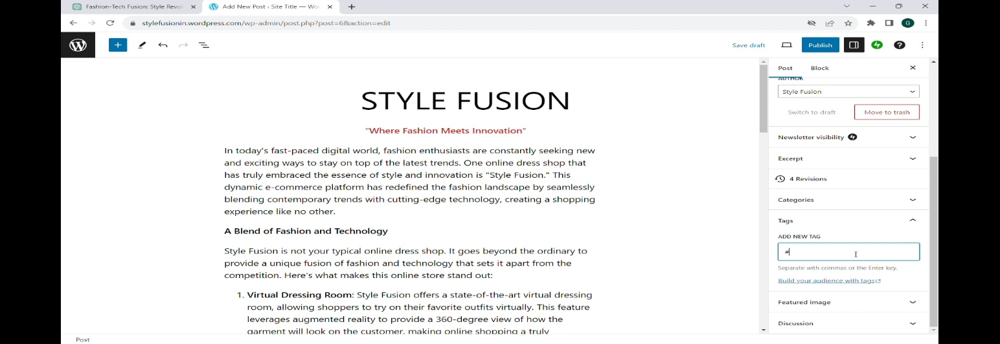 Fashion-Tech Fusion: Style Revol
Add New Post ‹ Site Title — Wor
stylefusionin.wordpress.com/wp-admin/post.php?post=6&action=edit
G
Save draft
Publish
Post
Block
AUTHOR
Style Fusion
Switch to draft
Move to trash
Newsletter visibility
Excerpt
4 Revisions
Categories
Tags
ADD NEW TAG
#
Separate with commas or the Enter key.
Build your audience with tags
Featured image
Discussion
STYLE FUSION
"Where Fashion Meets Innovation"
In today's fast-paced digital world, fashion enthusiasts are constantly seeking new
and exciting ways to stay on top of the latest trends. One online dress shop that
has truly embraced the essence of style and innovation is "Style Fusion." This
dynamic e-commerce platform has redefined the fashion landscape by seamlessly
blending contemporary trends with cutting-edge technology, creating a shopping
experience like no other.
A Blend of Fashion and Technology
Style Fusion is not your typical online dress shop. It goes beyond the ordinary to
provide a unique fusion of fashion and technology that sets it apart from the
competition. Here's what makes this online store stand out:
1. Virtual Dressing Room: Style Fusion offers a state-of-the-art virtual dressing
room, allowing shoppers to try on their favorite outfits virtually. This feature
leverages augmented reality to provide a 360-degree view of how the
garment will look on the customer, making online shopping a truly
Post